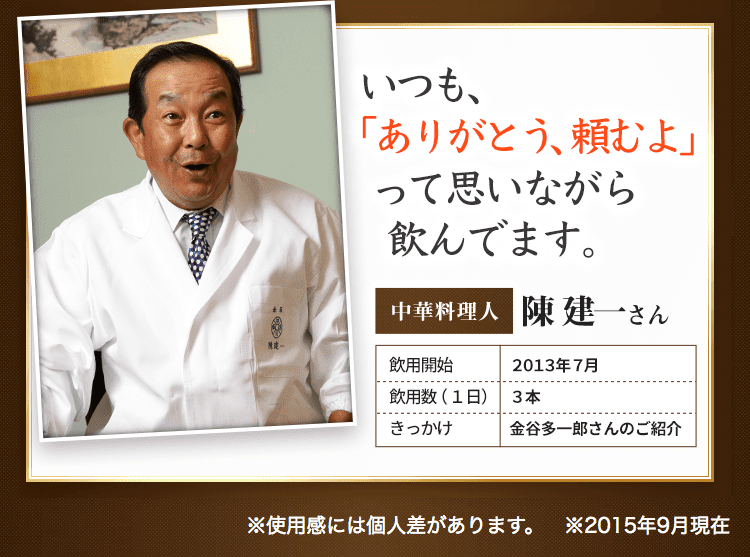 いつも、
「ありがとう、頼むよ」
って思いながら
飲んでます。
中華料理人 陳 建一さん
飲用開始 2013年7月
飲用数（1日） 3本
きっかけ 金谷多一郎さんのご紹介
陳建一
※使用感には個人差があります。 ※2015年9月現在